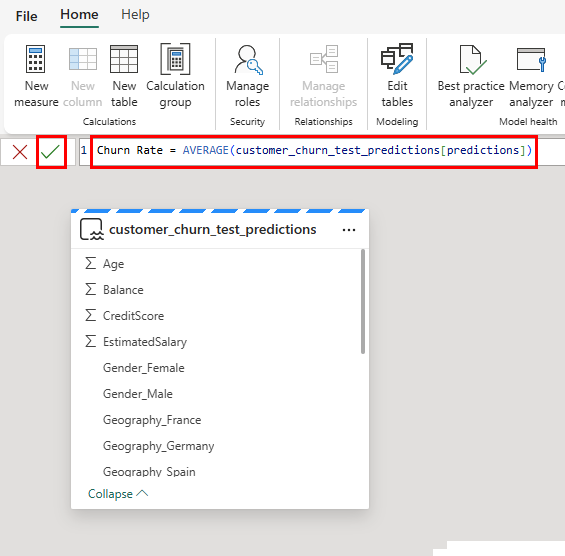 File Home Help
New measure
New column
New table
Calculation group
Manage roles
Manage relationships
Edit tables
Best practice analyzer
Memory analyzer
Calculations Security Relationships Modeling Model health
1 Churn Rate = AVERAGE(customer_churn_test_predictions[predictions])
customer_churn_test_predictions ...
Σ Age
Σ Balance
Σ CreditScore
Σ EstimatedSalary
Gender_Female
Gender_Male
Geography_France
Geography_Germany
Geography_Spain
Collapse